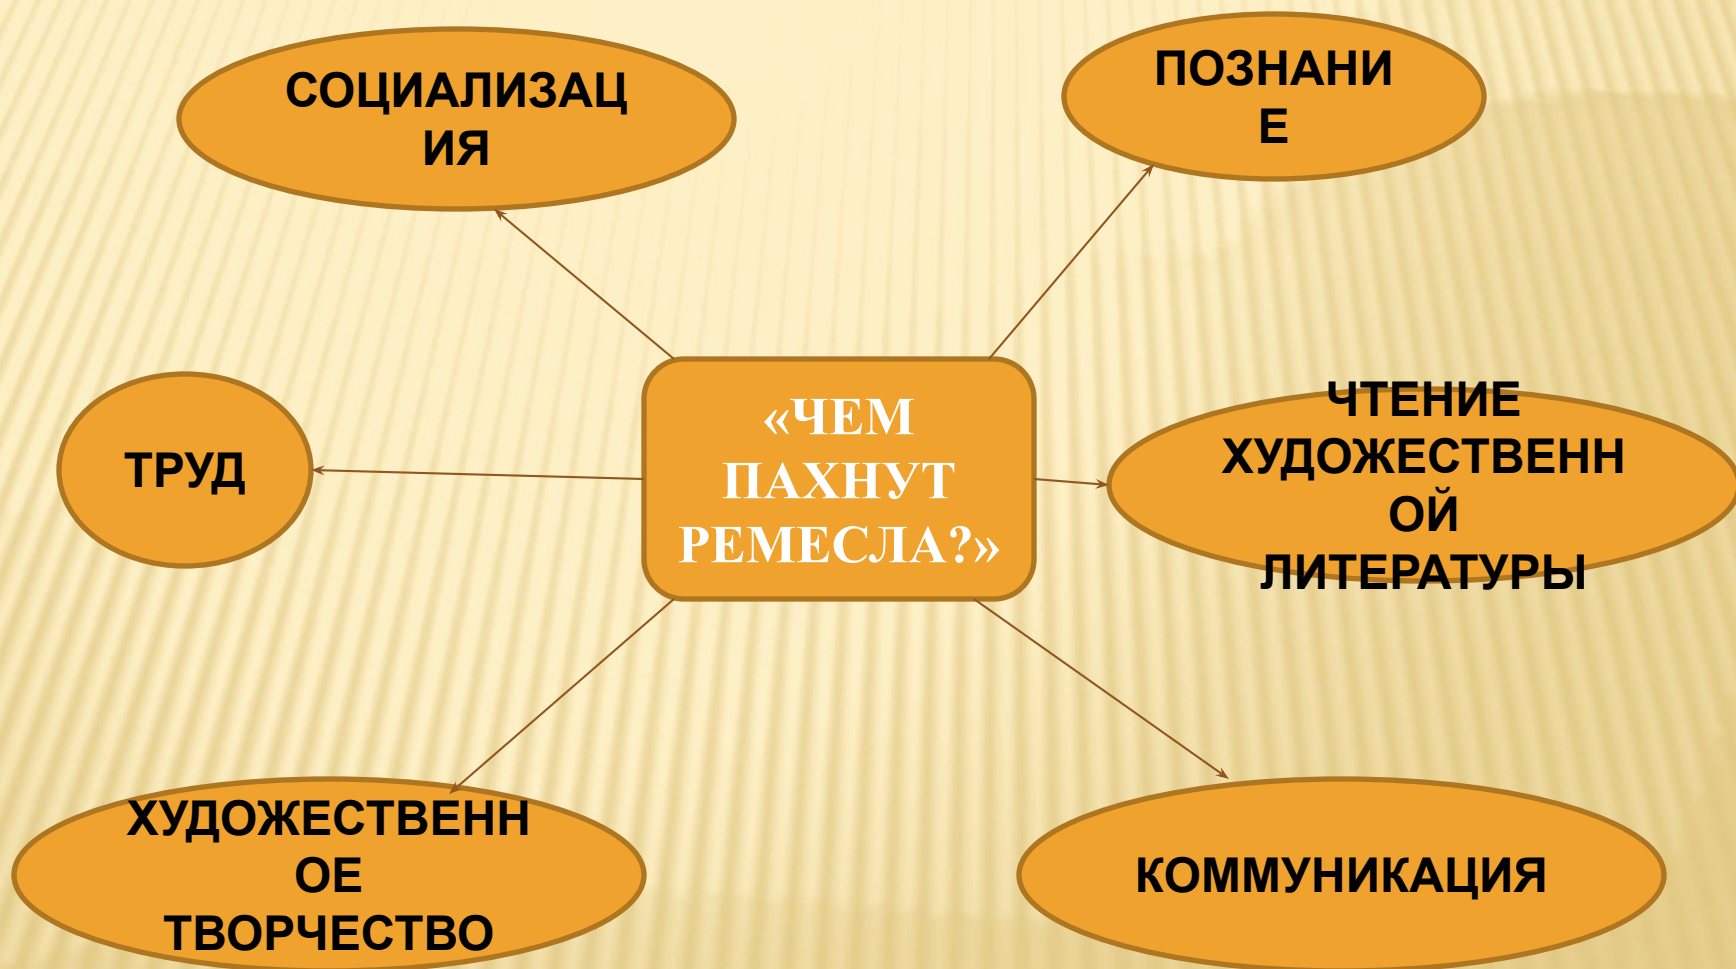 СОЦИАЛИЗАЦ
ИЯ
ПОЗНАНИ
Е
ТРУД
«ЧЕМ
ПАХНУТ
РЕМЕСЛА?»
ЧТЕНИЕ
ХУДОЖЕСТВЕНН
ОЙ
ЛИТЕРАТУРЫ
ХУДОЖЕСТВЕНН
ОЕ
ТВОРЧЕСТВО
КОММУНИКАЦИЯ